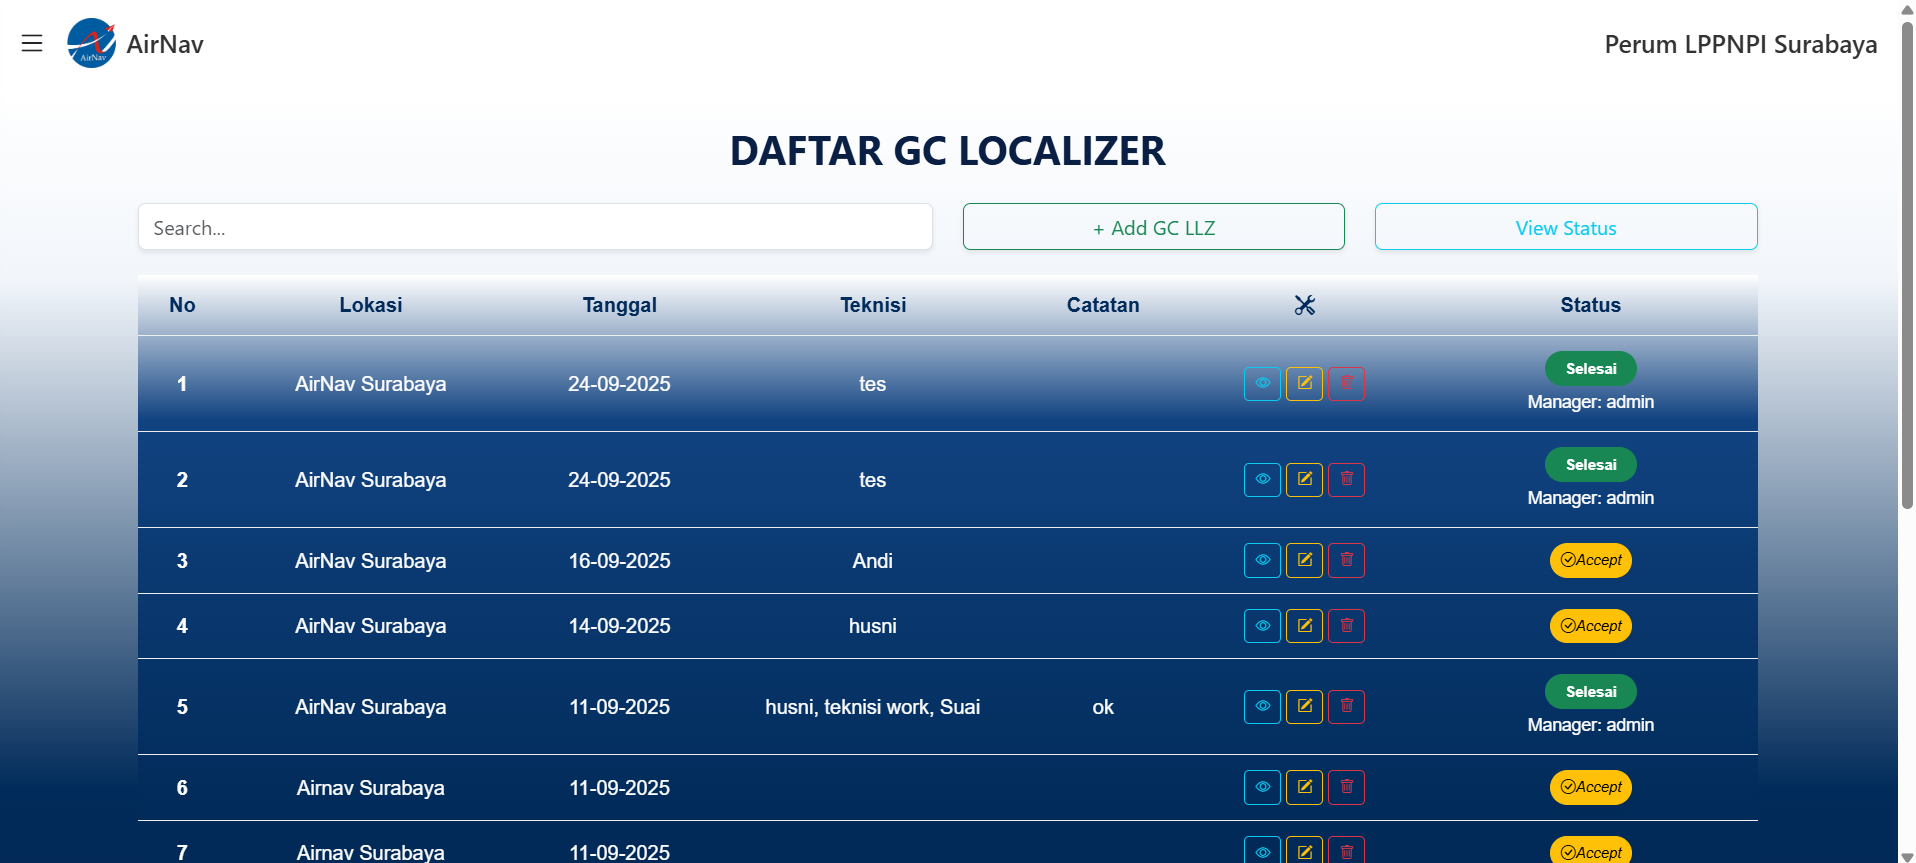 AirNav
AirNav
Perum LPPNPI Surabaya
DAFTAR GC LOCALIZER
Search...
+ Add GC LLZ
View Status
No Lokasi Tanggal Teknisi Catatan Status
1 AirNav Surabaya 24-09-2025 tes Selesai
Manager: admin
2 AirNav Surabaya 24-09-2025 tes Selesai
Manager: admin
3 AirNav Surabaya 16-09-2025 Andi Accept
4 AirNav Surabaya 14-09-2025 husni Accept
5 AirNav Surabaya 11-09-2025 husni, teknisi work, Suai ok Selesai
Manager: admin
6 Airnav Surabaya 11-09-2025 Accept
7 Airnav Surabaya 11-09-2025 Accept